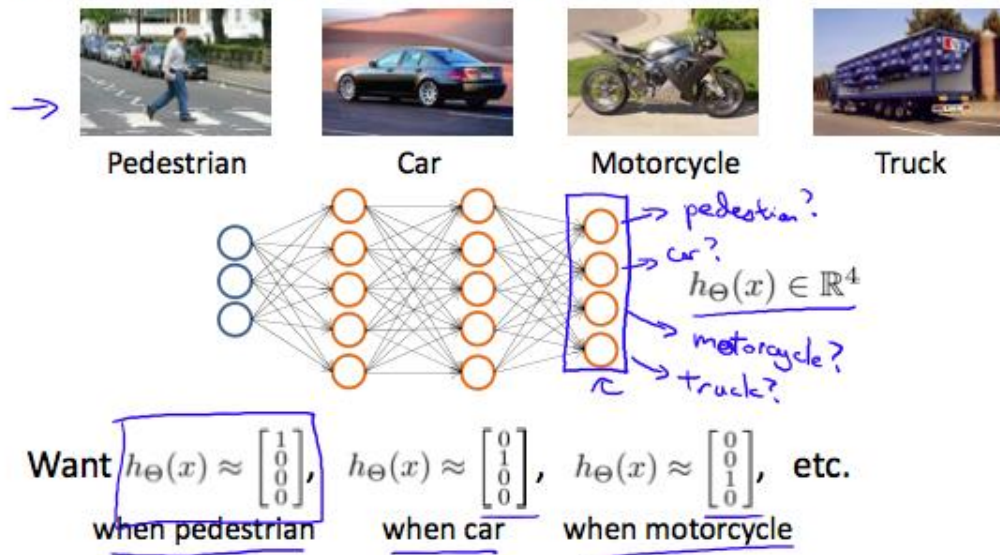 Pedestrian Car Motorcycle Truck
pedestian?
car?
hΘ(x) ∈ ℝ⁴
motorcycle?
truck?
Want hΘ(x) ≈ [1 0 0 0], hΘ(x) ≈ [0 1 0 0], hΘ(x) ≈ [0 0 1 0], etc.
when pedestrian when car when motorcycle